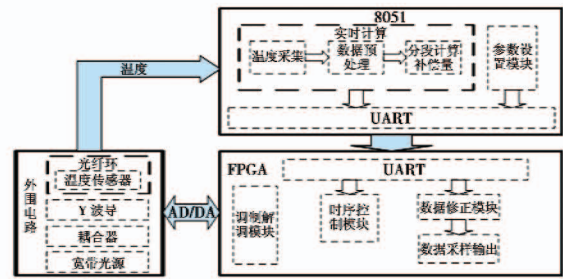 8051
实时计算
温度采集
数据预
处理
分段计算
补偿量
参数设
置模块
UART
温度
外围电路
光纤环
温度传感器
Y 波导
耦合器
宽带光源
AD/DA
FPGA
UART
调制解
调模块
时序控
制模块
数据修正模块
数据采样输出